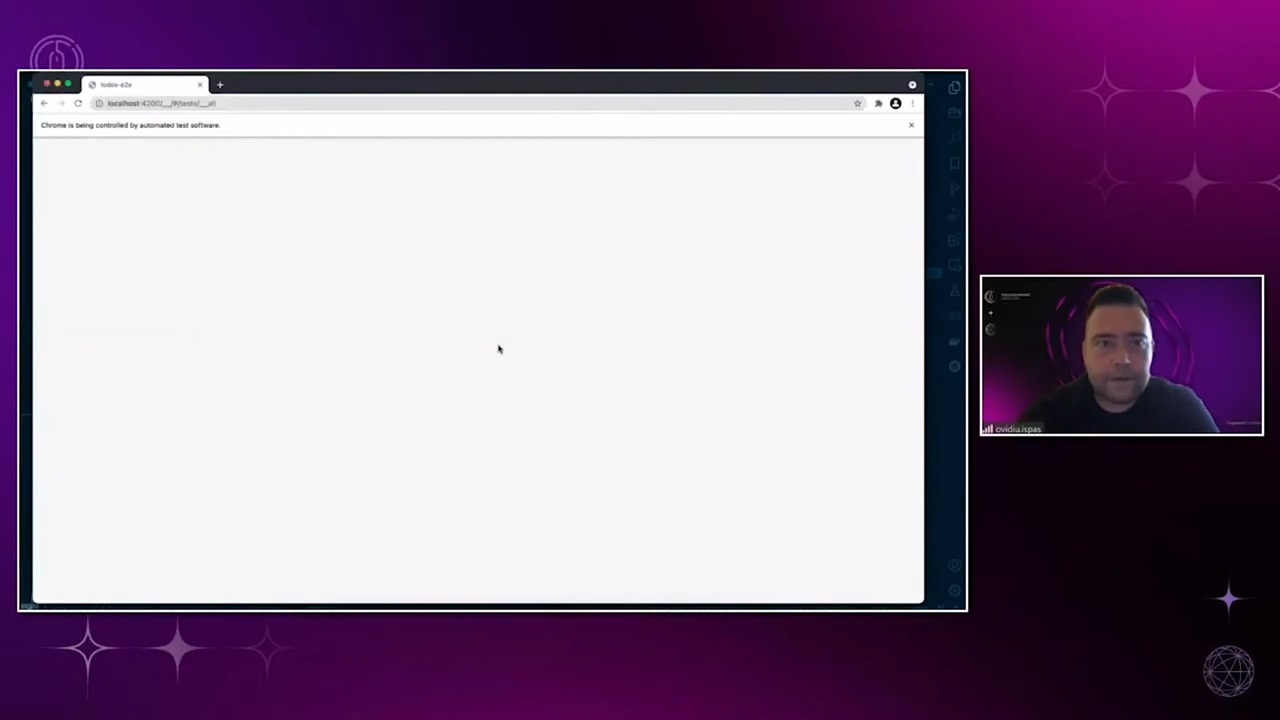 todos-e2e
localhost:4200/__/#/tests/__all
Chrome is being controlled by automated test software.
ovidiu.ispas